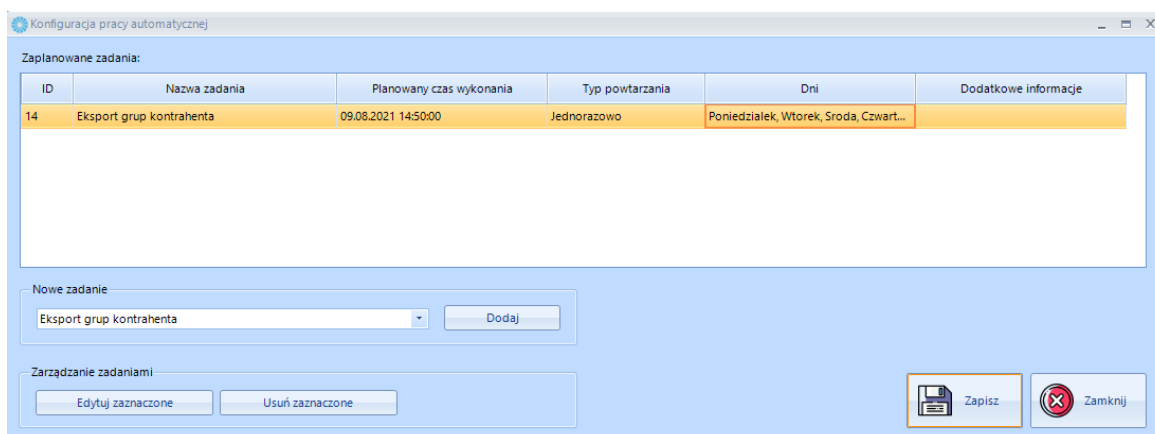 Konfiguracja pracy automatycznej
Zaplanowane zadania:
ID Nazwa zadania Planowany czas wykonania Typ powtarzania Dni Dodatkowe informacje
14 Eksport grup kontrahenta 09.08.2021 14:50:00 Jednorazowo Poniedzialek, Wtorek, Sroda, Czwart...
Nowe zadanie
Eksport grup kontrahenta Dodaj
Zarządzanie zadaniami
Edytuj zaznaczone Usuń zaznaczone Zapisz Zamknij